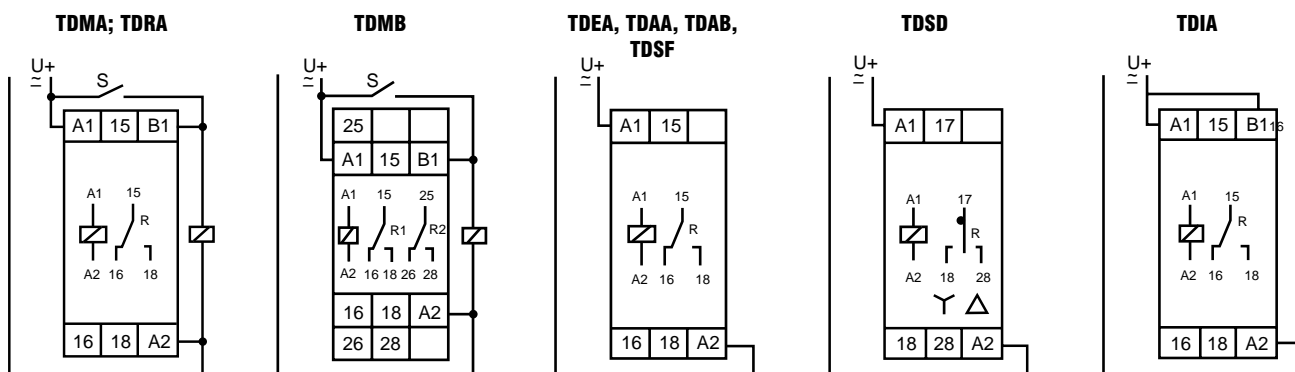 TDMA; TDRA
U+
≂
S
A1 15 B1
A1 15
R
A2 16 18
16 18 A2
TDMB
U+
≂
S
25
A1 15 B1
A1 15 25
R1 R2
A2 16 18 26 28
16 18 A2
26 28
TDEA, TDAA, TDAB,
TDSF
U+
≂
A1 15
A1 15
R
A2 16 18
16 18 A2
TDSD
U+
≂
A1 17
A1 17
R
A2 18 28
18 28 A2
TDIA
U+
≂
A1 15 B1 16
A1 15
R
A2 16 18
16 18 A2